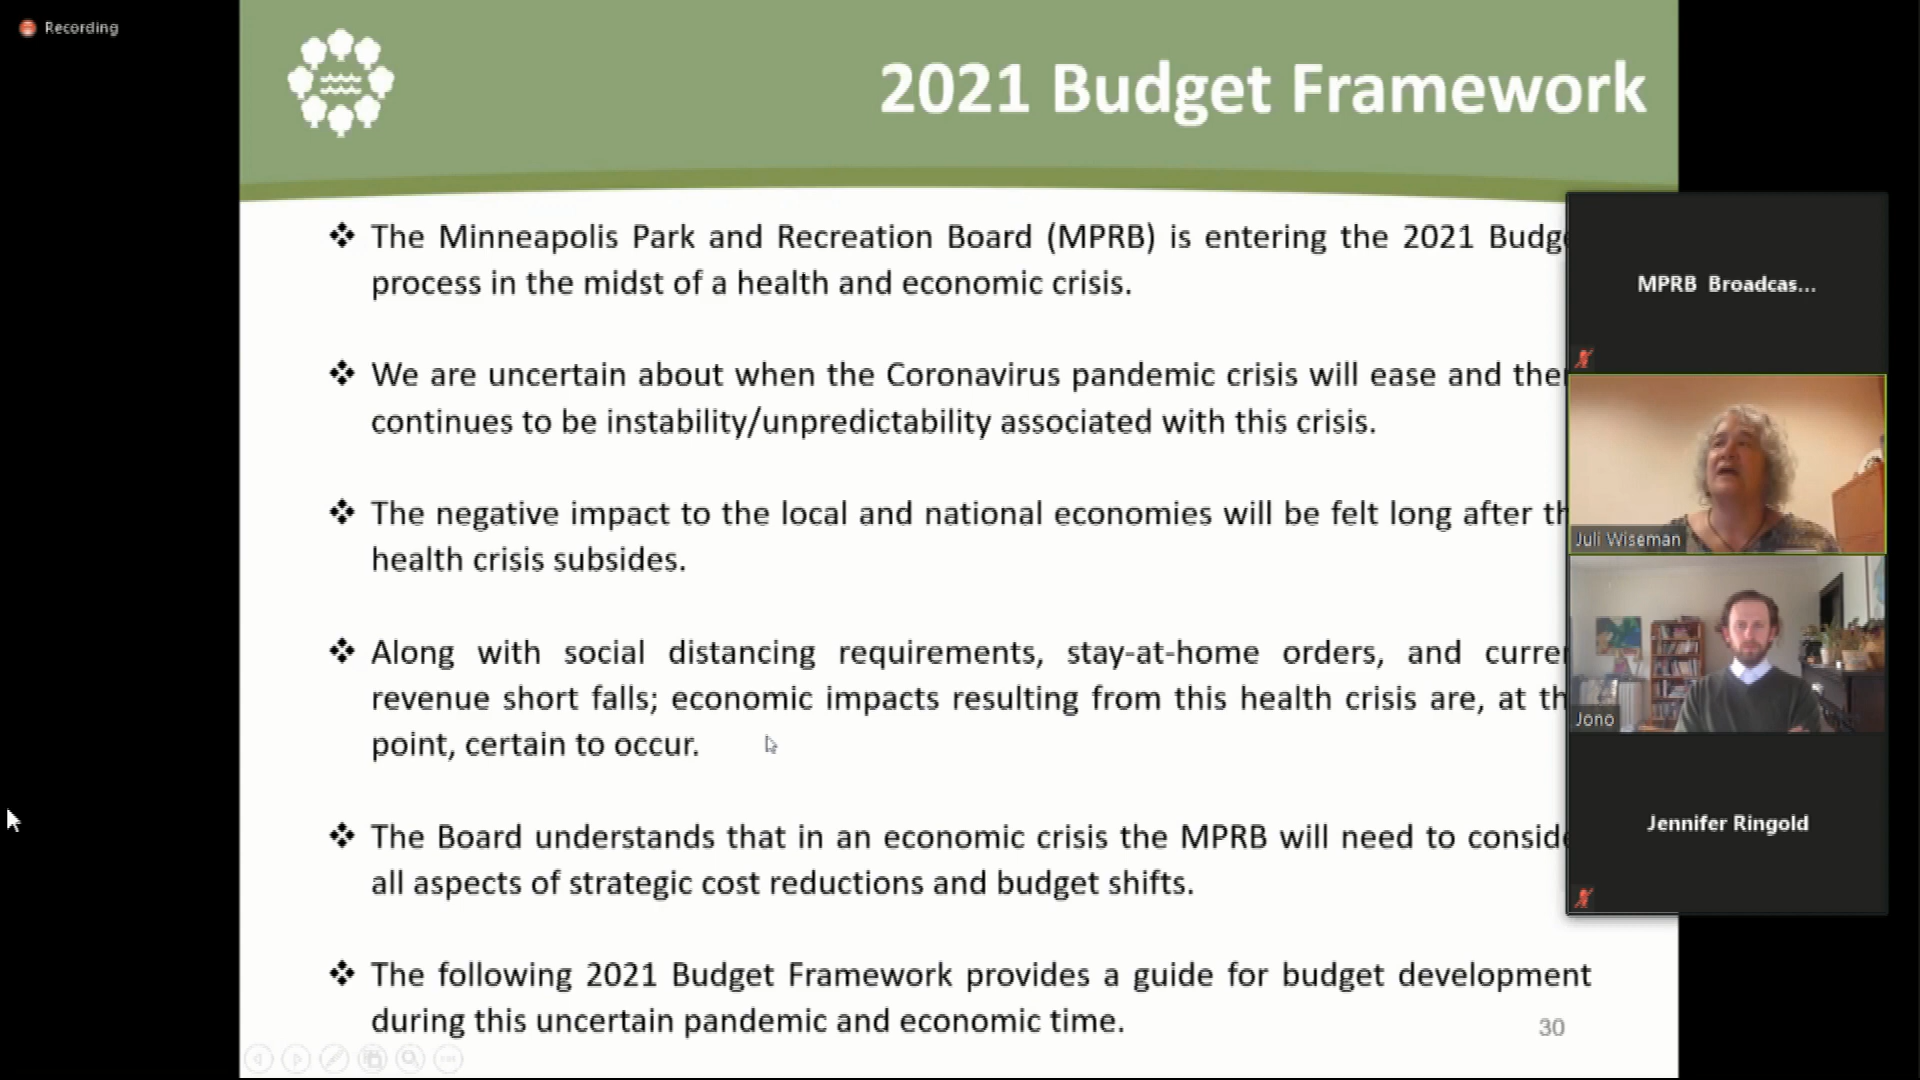 Recording
2021 Budget Framework
The Minneapolis Park and Recreation Board (MPRB) is entering the 2021
process in the midst of a health and economic crisis.
We are uncertain about when the Coronavirus pandemic crisis will ease and
continues to be instability/unpredictability associated with this crisis.
The negative impact to the local and national economies will be felt long after
health crisis subsides.
Along with social distancing requirements, stay-at-home orders, and
revenue short falls; economic impacts resulting from this health crisis are, at
point, certain to occur.
The Board understands that in an economic crisis the MPRB will need to
all aspects of strategic cost reductions and budget shifts.
The following 2021 Budget Framework provides a guide for budget development
during this uncertain pandemic and economic time.
30
MPRB Broadcas...
Juli Wiseman
Jono
Jennifer Ringold